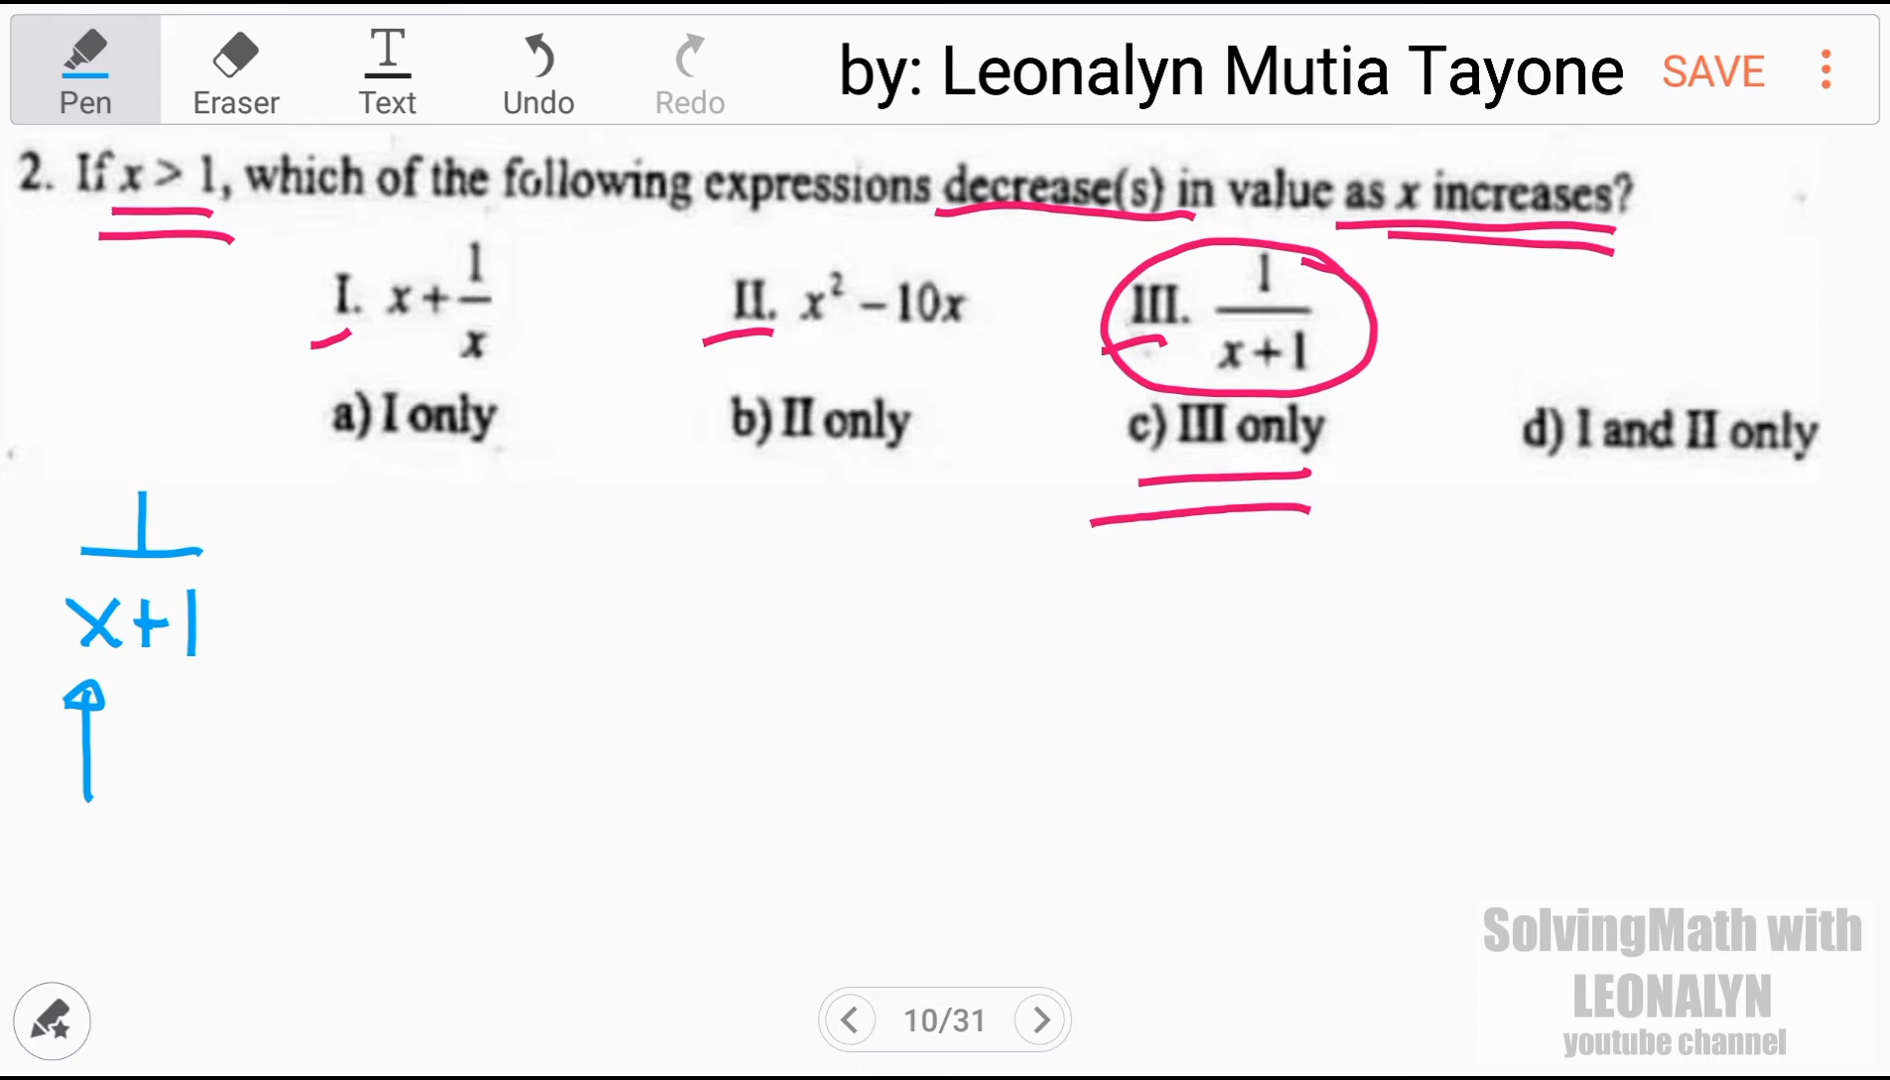 Pen Eraser Text Undo Redo by: Leonalyn Mutia Tayone SAVE
2. If x > 1, which of the following expressions decrease(s) in value as x increases?
I. x + 1/x II. x² – 10x III. 1/(x + 1)
a) I only b) II only c) III only d) I and II only
1
x+1
SolvingMath with
LEONALYN
youtube channel
10/31